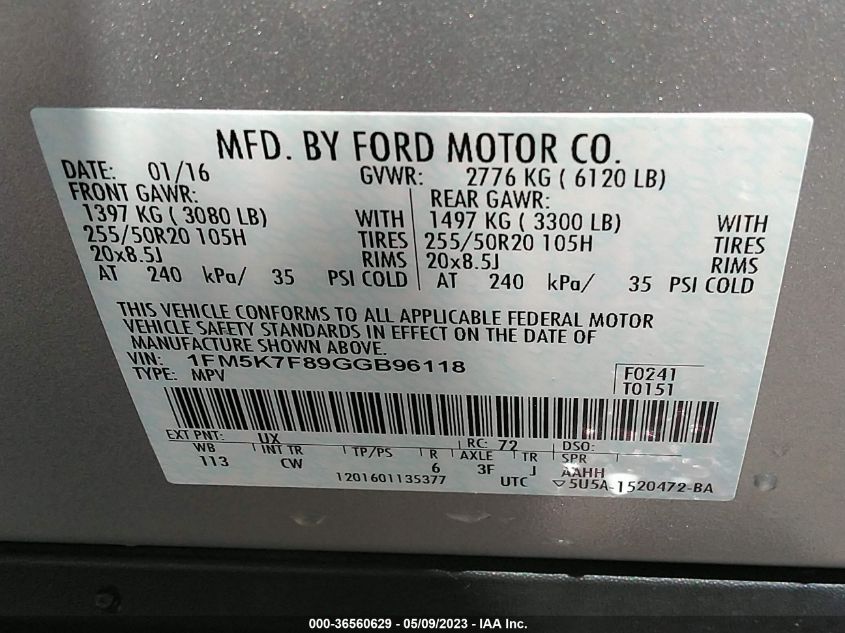 MFD. BY FORD MOTOR CO.
DATE: 01/16 GVWR: 2776 KG ( 6120 LB)
FRONT GAWR: REAR GAWR:
1397 KG ( 3080 LB) WITH 1497 KG ( 3300 LB) WITH
255/50R20 105H TIRES 255/50R20 105H TIRES
20x8.5J RIMS 20x8.5J RIMS
AT 240 kPa/ 35 PSI COLD AT 240 kPa/ 35 PSI COLD
THIS VEHICLE CONFORMS TO ALL APPLICABLE FEDERAL MOTOR
VEHICLE SAFETY STANDARDS IN EFFECT ON THE DATE OF
MANUFACTURE SHOWN ABOVE.
VIN: 1FM5K7F89GGB96118 F0241
TYPE: MPV T0151
EXT PNT: UX RC: 72 DSO:
WB INT TR TP/PS R AXLE TR SPR
113 CW 6 3F J AAHH
1201601135377 UTC ▽5U5A-1520472-BA
000-36560629 - 05/09/2023 - IAA Inc.